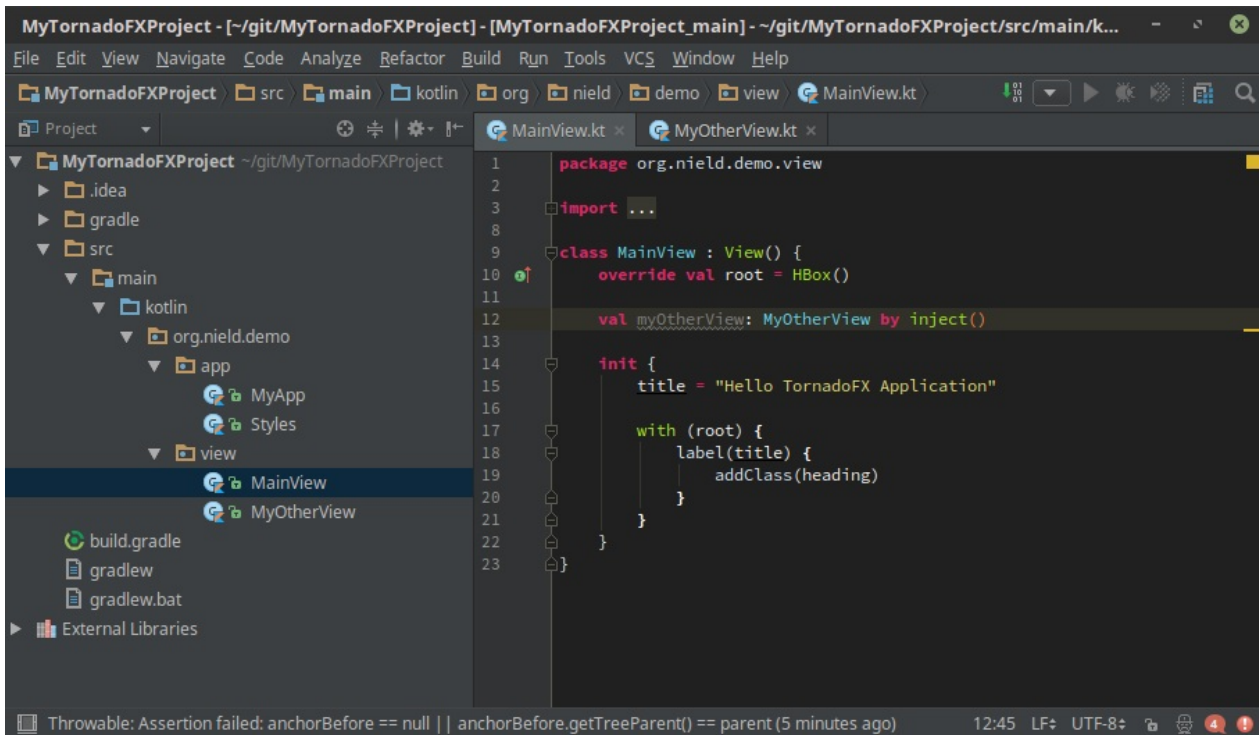 MyTornadoFXProject - [~/git/MyTornadoFXProject] - [MyTornadoFXProject_main] - ~/git/MyTornadoFXProject/src/main/k...
File Edit View Navigate Code Analyze Refactor Build Run Tools VCS Window Help
MyTornadoFXProject src main kotlin org nield demo view MainView.kt
Project
MainView.kt MyOtherView.kt
MyTornadoFXProject ~/git/MyTornadoFXProject
.idea
gradle
src
main
kotlin
org.nield.demo
app
MyApp
Styles
view
MainView
MyOtherView
build.gradle
gradlew
gradlew.bat
External Libraries
1 package org.nield.demo.view
2
3 import ...
8
9 class MainView : View() {
10 override val root = HBox()
11
12 val myOtherView: MyOtherView by inject()
13
14 init {
15 title = "Hello TornadoFX Application"
16
17 with (root) {
18 label(title) {
19 addClass(heading)
20 }
21 }
22 }
23 }
Throwable: Assertion failed: anchorBefore == null || anchorBefore.getTreeParent() == parent (5 minutes ago) 12:45 LF UTF-8 4